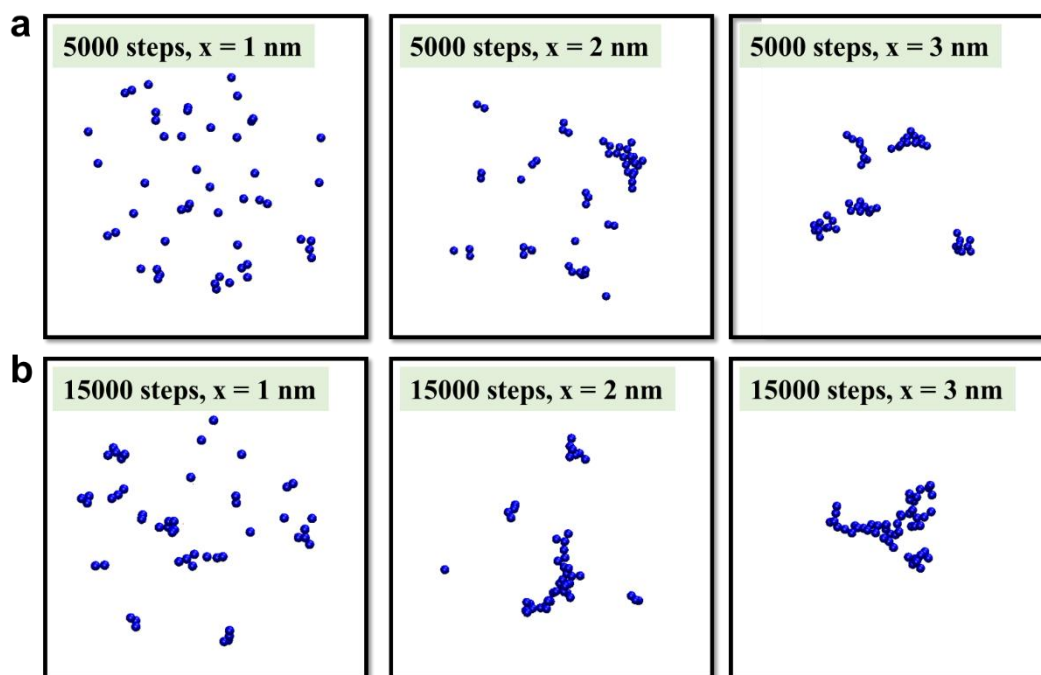 a
5000 steps, x = 1 nm
5000 steps, x = 2 nm
5000 steps, x = 3 nm
b
15000 steps, x = 1 nm
15000 steps, x = 2 nm
15000 steps, x = 3 nm